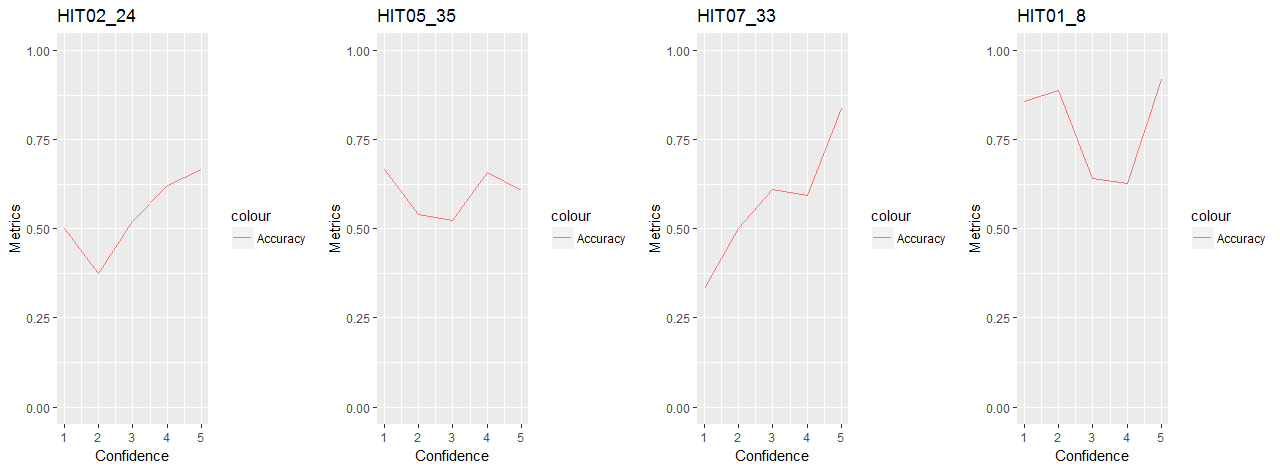 HIT02_24
1.00
0.75
0.50
0.25
0.00
Metrics
1 2 3 4 5
Confidence
colour
Accuracy
HIT05_35
1.00
0.75
0.50
0.25
0.00
Metrics
1 2 3 4 5
Confidence
colour
Accuracy
HIT07_33
1.00
0.75
0.50
0.25
0.00
Metrics
1 2 3 4 5
Confidence
colour
Accuracy
HIT01_8
1.00
0.75
0.50
0.25
0.00
Metrics
1 2 3 4 5
Confidence
colour
Accuracy